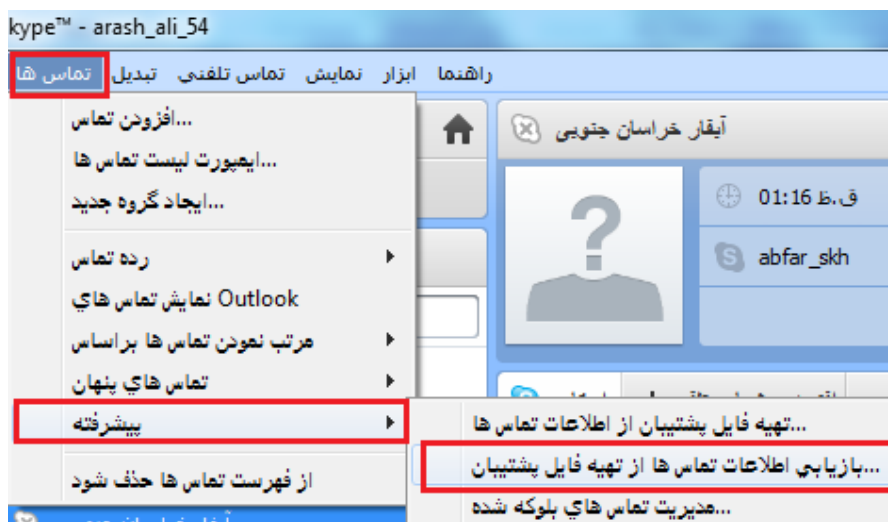 kype™ - arash_ali_54
تماس ها تبدیل تماس تلفنی نمایش ابزار راهنما
افزودن تماس...
ایمپورت لیست تماس ها...
ایجاد گروه جدید...
رده تماس
Outlook نمایش تماس هاي
مرتب نمودن تماس ها براساس
تماس هاي پنهان
پیشرفته
از فهرست تماس ها حذف شود
تهیه فایل پشتیبان از اطلاعات تماس ها...
بازیابی اطلاعات تماس ها از تهیه فایل پشتیبان...
مدیریت تماس هاي بلوکه شده...
آبفار خراسان جنوبی
01:16 ق.ظ
abfar_skh